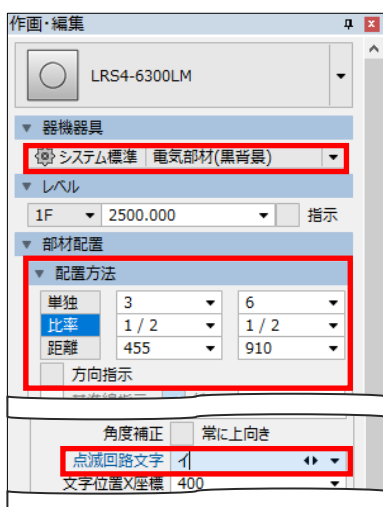 作画・編集
LRS4-6300LM
器機器具
システム標準 電気部材(黒背景)
レベル
1F 2500.000 指示
部材配置
配置方法
単独 3 6
比率 1 / 2 1 / 2
距離 455 910
方向指示
角度補正 常に上向き
点滅回路文字 イ
文字位置X座標 400